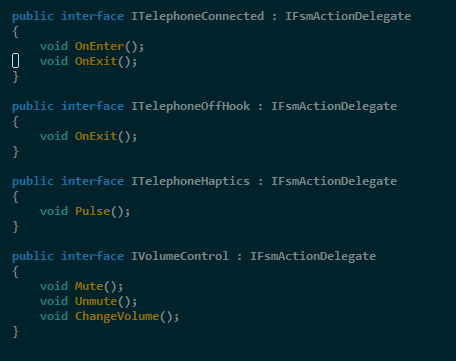 public interface ITelephoneConnected : IFsmActionDelegate
{
    void OnEnter();
    void OnExit();
}
public interface ITelephoneOffHook : IFsmActionDelegate
{
    void OnExit();
}
public interface ITelephoneHaptics : IFsmActionDelegate
{
    void Pulse();
}
public interface IVolumeControl : IFsmActionDelegate
{
    void Mute();
    void Unmute();
    void ChangeVolume();
}